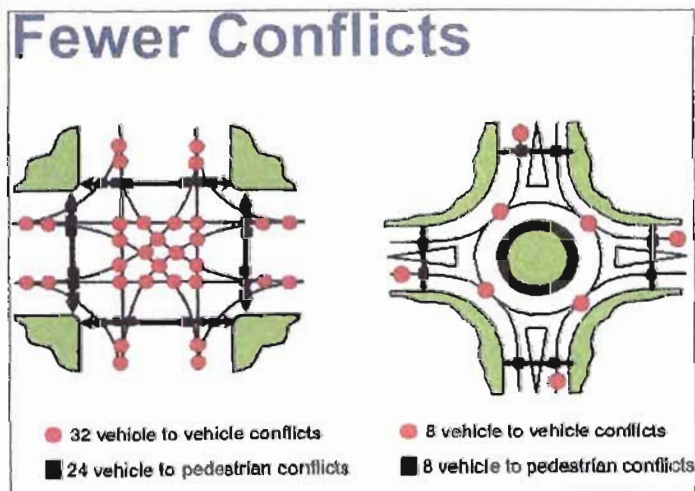 Fewer Conflicts
32 vehicle to vehicle conflicts
24 vehicle to pedestrian conflicts
8 vehicle to vehicle conflicts
8 vehicle to pedestrian conflicts